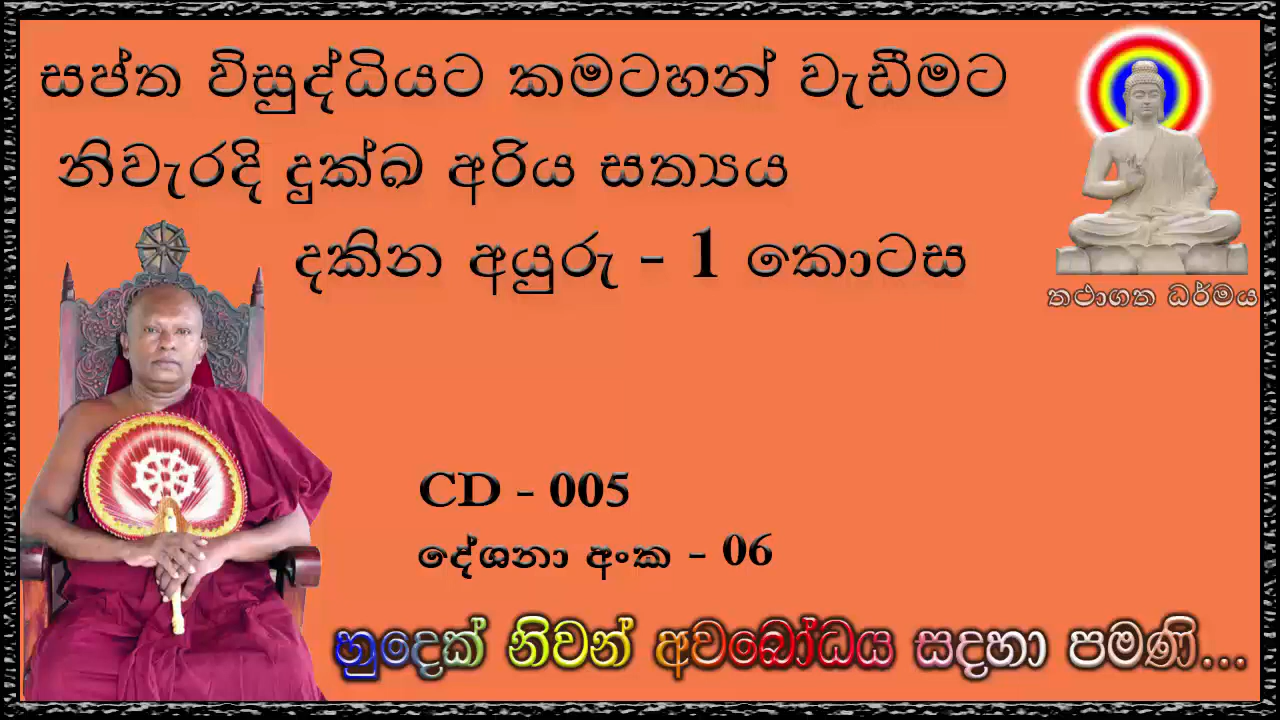 සප්ත විසුද්ධියට කමටහන් වැඩීමට
නිවැරදි දුක්ඛ අරිය සත්‍යය
දකින අයුරු - 1 කොටස
තථාගත ධර්මය
CD - 005
දේශනා අංක - 06
හුදෙක් නිවන් අවබෝධය සඳහා පමණි...